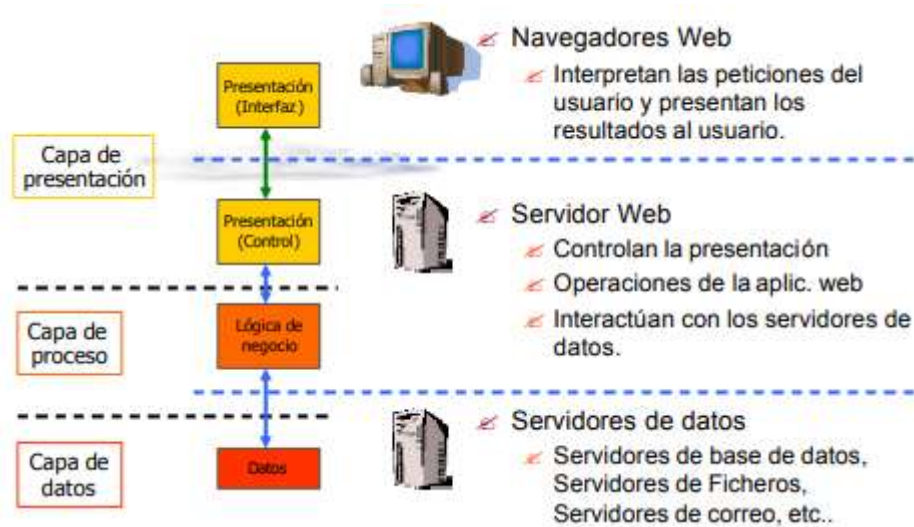 Navegadores Web
Interpretan las peticiones del
usuario y presentan los
resultados al usuario.
Presentación
(Interfaz)
Capa de
presentación
Presentación
(Control)
Servidor Web
Controlan la presentación
Operaciones de la aplic. web
Interactúan con los servidores de
datos.
Capa de
proceso
Lógica de
negocio
Servidores de datos
Servidores de base de datos,
Servidores de Ficheros,
Servidores de correo, etc..
Capa de
datos
Datos